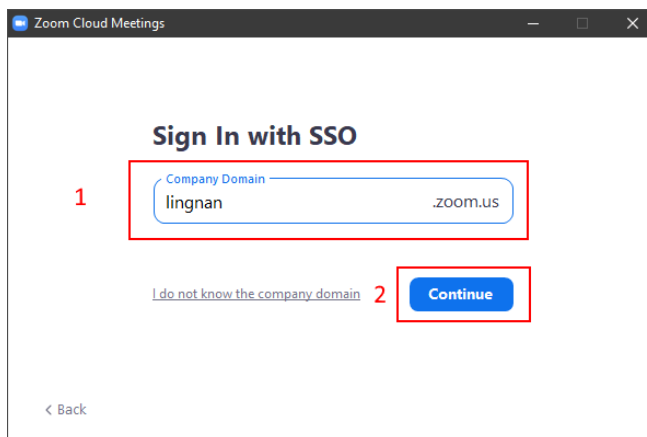 Zoom Cloud Meetings
Sign In with SSO
Company Domain
1
lingnan .zoom.us
I do not know the company domain 2 Continue
< Back